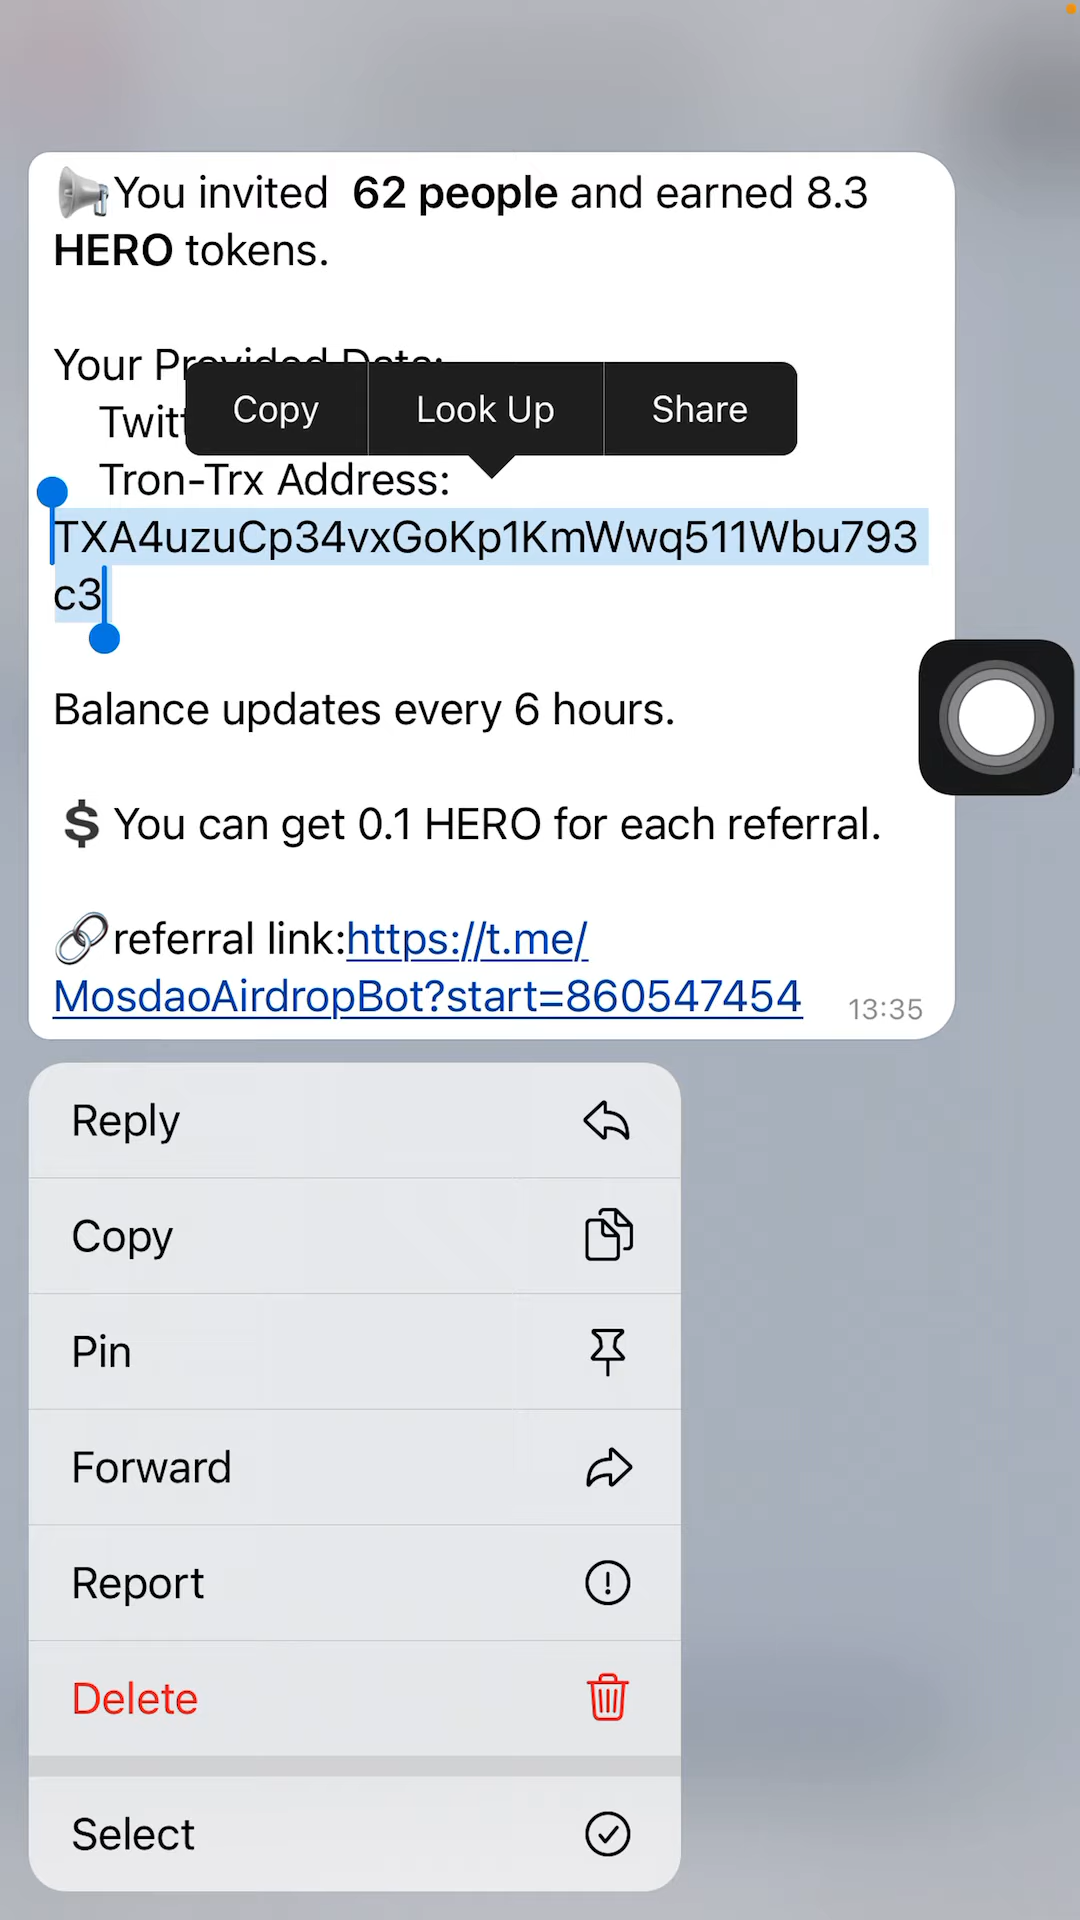 You invited 62 people and earned 8.3
HERO tokens.
Your
Copy
Look Up
Share
Tron-Trx Address:
TXA4uzuCp34vxGoKp1KmWwq511Wbu793
c3
Balance updates every 6 hours.
$ You can get 0.1 HERO for each referral.
referral link:https://t.me/
MosdaoAirdropBot?start=860547454
13:35
Reply
Copy
Pin
Forward
Report
Delete
Select